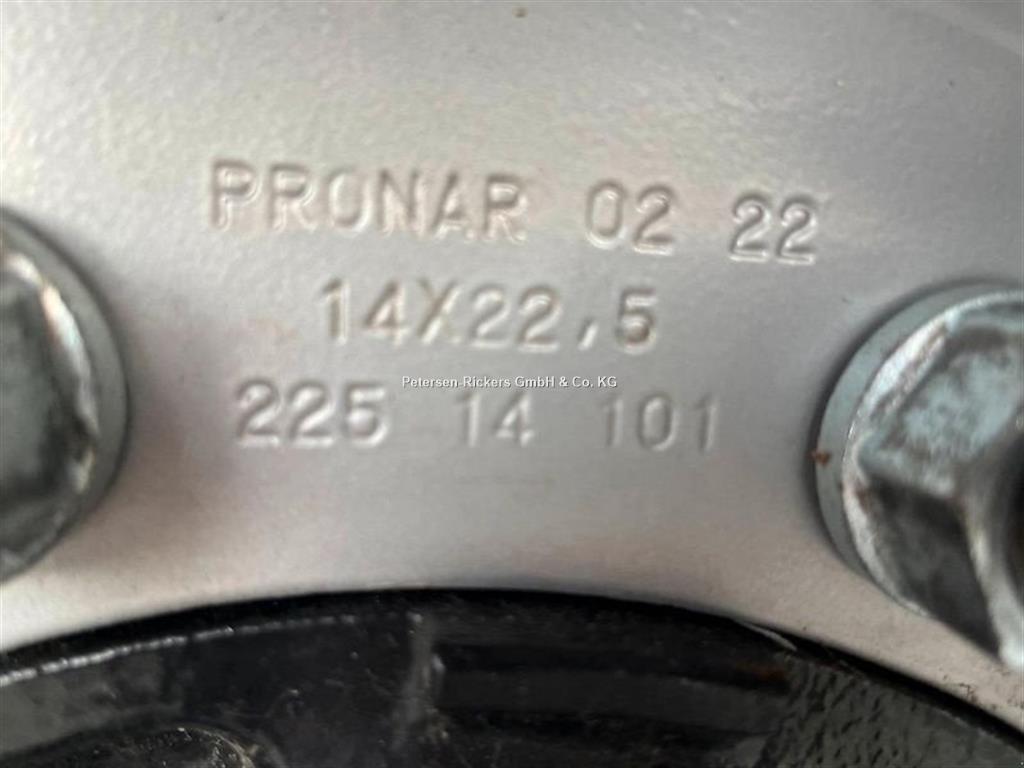 PRONAR 02 22
14X22,5
Petersen-Rickers GmbH & Co. KG
225 14 101